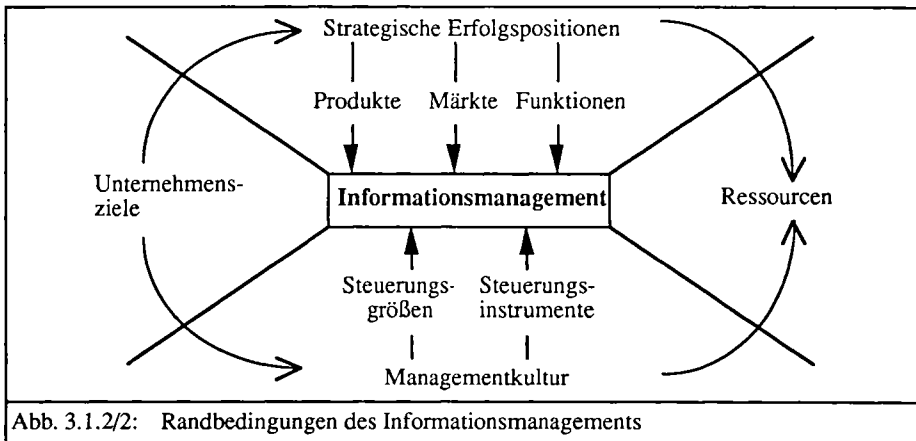 Strategische Erfolgspositionen
Produkte Märkte Funktionen
Unternehmens-
ziele
Informationsmanagement
Ressourcen
Steuerungs- Steuerungs-
größen instrumente
Managementkultur
Abb. 3.1.2/2: Randbedingungen des Informationsmanagements